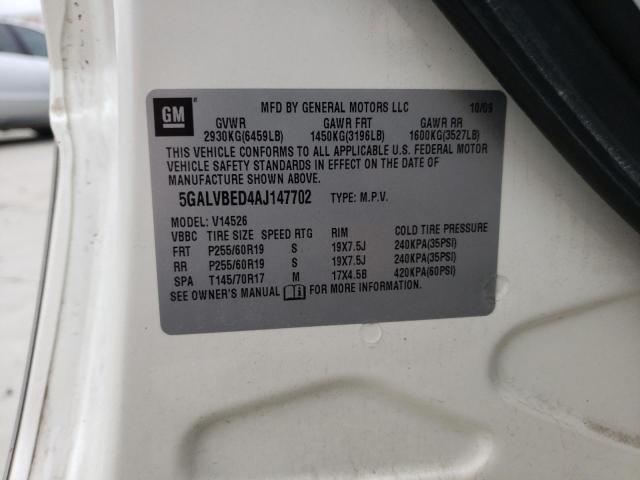 GM
MFD BY GENERAL MOTORS LLC 10/09
GVWR GAWR FRT GAWR RR
2930KG(6459LB) 1450KG(3196LB) 1600KG(3527LB)
THIS VEHICLE CONFORMS TO ALL APPLICABLE U.S. FEDERAL MOTOR
VEHICLE SAFETY STANDARDS IN EFFECT ON THE DATE OF
MANUFACTURE SHOWN ABOVE.
5GALVBED4AJ147702 TYPE: M.P.V.
MODEL: V14526
VBBC TIRE SIZE SPEED RTG RIM COLD TIRE PRESSURE
FRT P255/60R19 S 19X7.5J 240KPA(35PSI)
RR P255/60R19 S 19X7.5J 240KPA(35PSI)
SPA T145/70R17 M 17X4.5B 420KPA(60PSI)
SEE OWNER'S MANUAL FOR MORE INFORMATION.